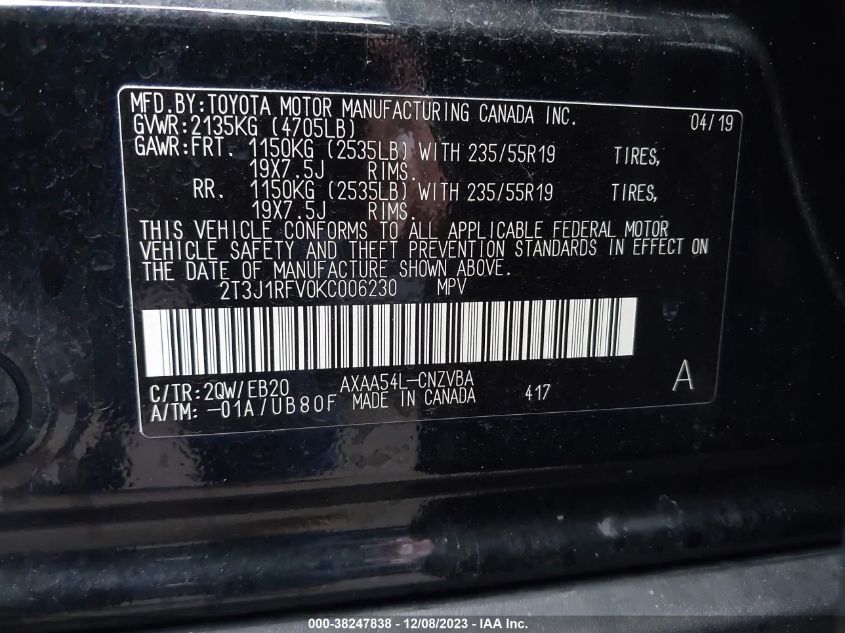 MFD.BY:TOYOTA MOTOR MANUFACTURING CANADA INC. 04/19
GVWR:2135KG (4705LB)
GAWR:FRT. 1150KG (2535LB) WITH 235/55R19 TIRES,
19X7.5J RIMS.
RR. 1150KG (2535LB) WITH 235/55R19 TIRES,
19X7.5J RIMS.
THIS VEHICLE CONFORMS TO ALL APPLICABLE FEDERAL MOTOR
VEHICLE SAFETY AND THEFT PREVENTION STANDARDS IN EFFECT ON
THE DATE OF MANUFACTURE SHOWN ABOVE.
2T3J1RFV0KC006230 MPV
C/TR:2QW/EB20 AXAA54L-CNZVBA 417 A
A/TM: -01A/UB80F MADE IN CANADA
000-38247838 - 12/08/2023 - IAA Inc.